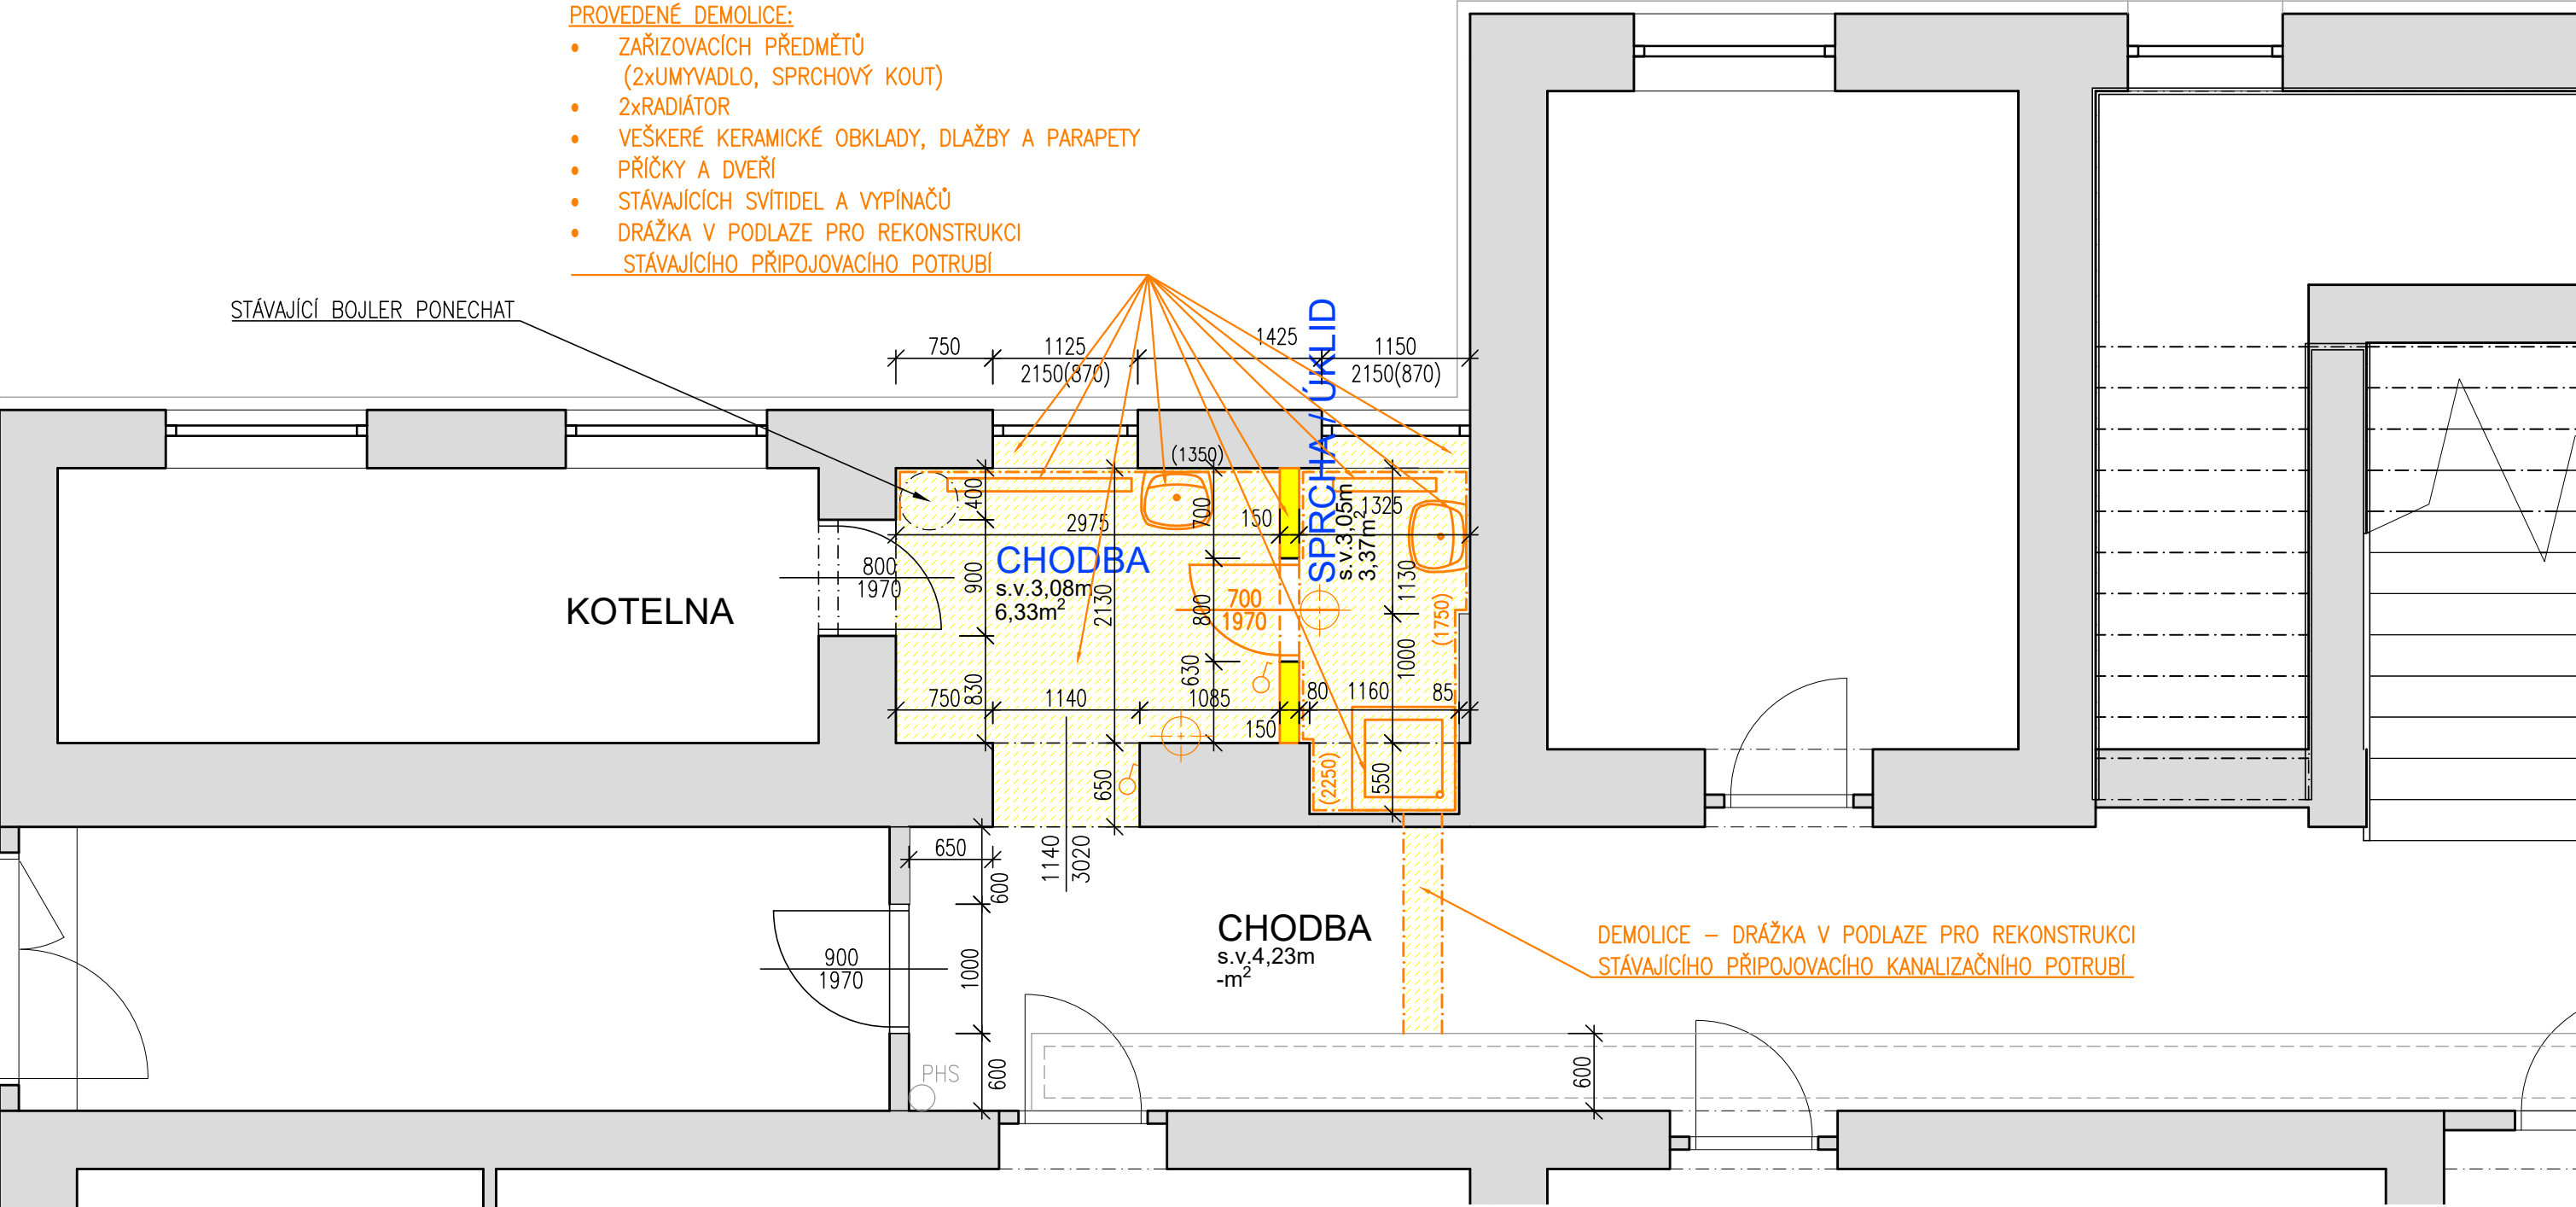 PROVEDENÉ DEMOLICE:
• ZAŘIZOVACÍCH PŘEDMĚTŮ
(2xUMYVADLO, SPRCHOVÝ KOUT)
• 2xRADIÁTOR
• VEŠKERÉ KERAMICKÉ OBKLADY, DLAŽBY A PARAPETY
• PŘÍČKY A DVEŘÍ
• STÁVAJÍCÍCH SVÍTIDEL A VYPÍNAČŮ
• DRÁŽKA V PODLAZE PRO REKONSTRUKCI
STÁVAJÍCÍHO PŘIPOJOVACÍHO POTRUBÍ
STÁVAJÍCÍ BOJLER PONECHAT
750
1125
2150(870)
1425
1150
2150(870)
(1350)
400
2975
700
150
1325
SPRCHA / ÚKLID
s.v.3,05m
3,37m²
CHODBA
s.v.3,08m
6,33m²
800
1970
900
2130
800
700
1970
1130
(1750)
KOTELNA
830
630
1000
750
1140
1085
150
80
1160
85
650
(2250)
550
650
600
1140
3020
900
1970
1000
CHODBA
s.v.4,23m
-m²
DEMOLICE – DRÁŽKA V PODLAZE PRO REKONSTRUKCI
STÁVAJÍCÍHO PŘIPOJOVACÍHO KANALIZAČNÍHO POTRUBÍ
PHS
600
600